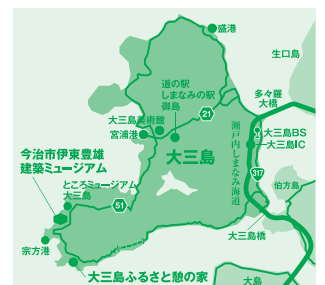 盛港
生口島
道の駅
しまなみの駅
御島
多々羅
大橋
21
大三島美術館
宮浦港
大三島BS
大三島IC
瀬戸内しまなみ海道
大三島
今治市伊東豊雄
建築ミュージアム
317
ところミュージアム
大三島
伯方島
51
大三島橋
宗方港
大三島ふるさと憩の家
大島